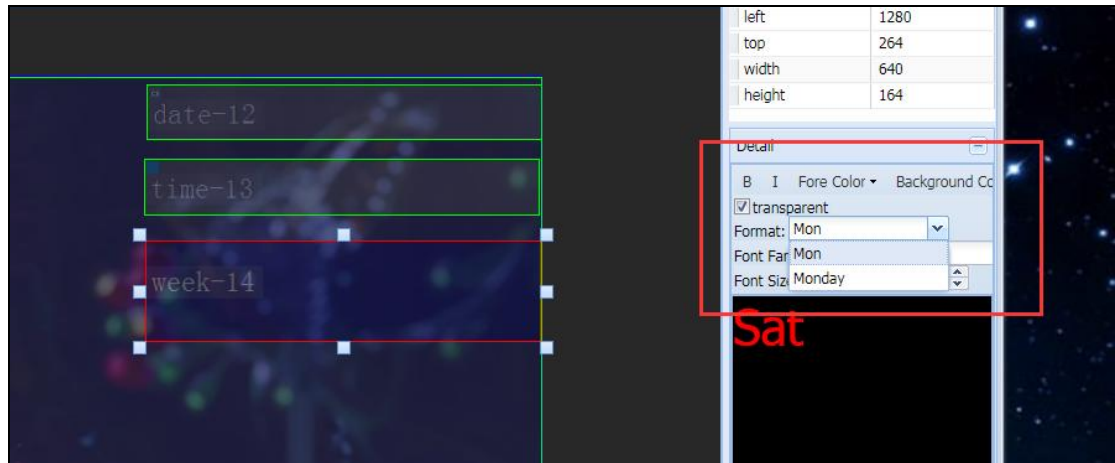 left 1280
top 264
width 640
height 164
date-12
time-13
week-14
Detail
B I Fore Color Background Co
transparent
Format: Mon
Font Far Mon
Font Siz Monday
Sat